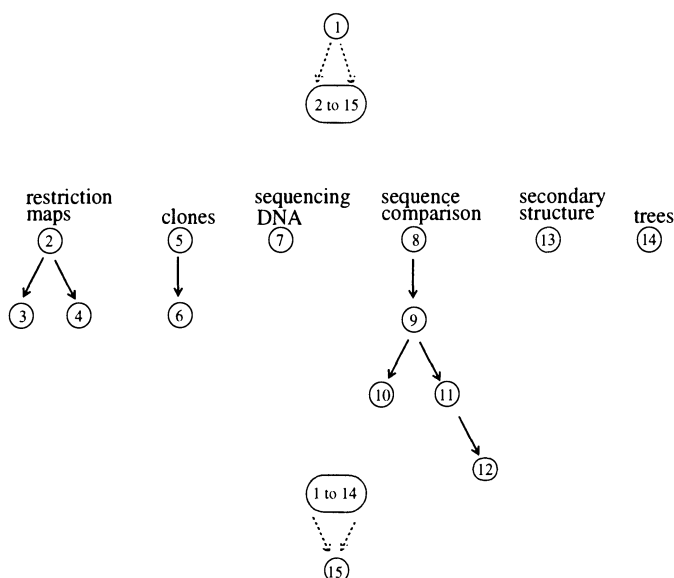 1
2 to 15
restriction
maps
clones
sequencing
DNA
sequence
comparison
secondary
structure
trees
2
5
7
8
13
14
3
4
6
9
10
11
12
1 to 14
15